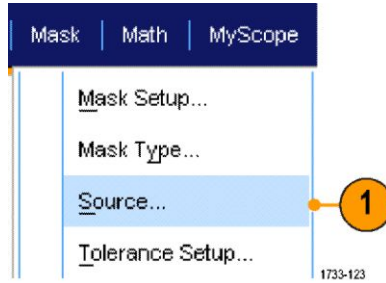 Mask Math MyScope
Mask Setup...
Mask Type...
Source...
1
Tolerance Setup...
1733-123